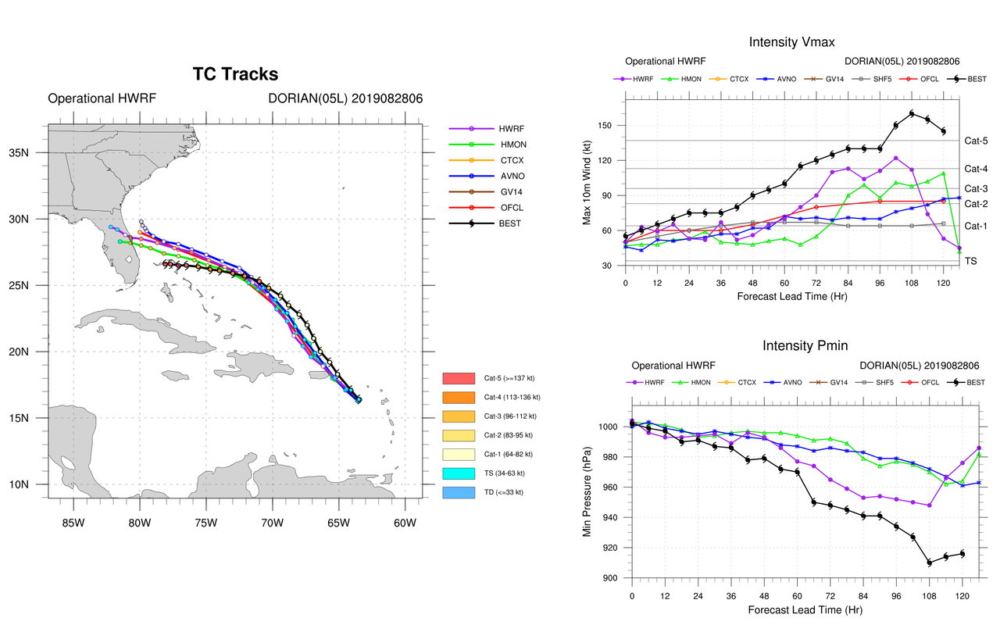 TC Tracks
Operational HWRF DORIAN(05L) 2019082806
35N
30N
25N
20N
15N
10N
85W 80W 75W 70W 65W 60W
HWRF
HMON
CTCX
AVNO
GV14
OFCL
BEST
Cat-5 (>=137 kt)
Cat-4 (113-136 kt)
Cat-3 (96-112 kt)
Cat-2 (83-95 kt)
Cat-1 (64-82 kt)
TS (34-63 kt)
TD (<=33 kt)
Intensity Vmax
Operational HWRF DORIAN(05L) 2019082806
HWRF HMON CTCX AVNO GV14 SHF5 OFCL BEST
Max 10m Wind (kt)
150
120
90
60
30
Cat-5
Cat-4
Cat-3
Cat-2
Cat-1
TS
0 12 24 36 48 60 72 84 96 108 120
Forecast Lead Time (Hr)
Intensity Pmin
Operational HWRF DORIAN(05L) 2019082806
HWRF HMON CTCX AVNO GV14 SHF5 OFCL BEST
Min Pressure (hPa)
1000
980
960
940
920
900
0 12 24 36 48 60 72 84 96 108 120
Forecast Lead Time (Hr)